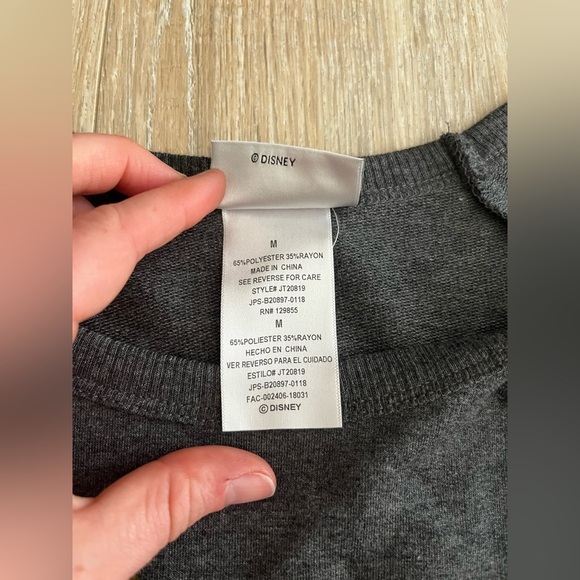 © DISNEY
M
65%POLYESTER 35%RAYON
MADE IN CHINA
SEE REVERSE FOR CARE
STYLE# JT20819
JPS-B20897-0118
RN# 129855
M
65%POLIESTER 35%RAYON
HECHO EN CHINA
VER REVERSO PARA EL CUIDADO
ESTILO# JT20819
JPS-B20897-0118
FAC-002406-18031
© DISNEY